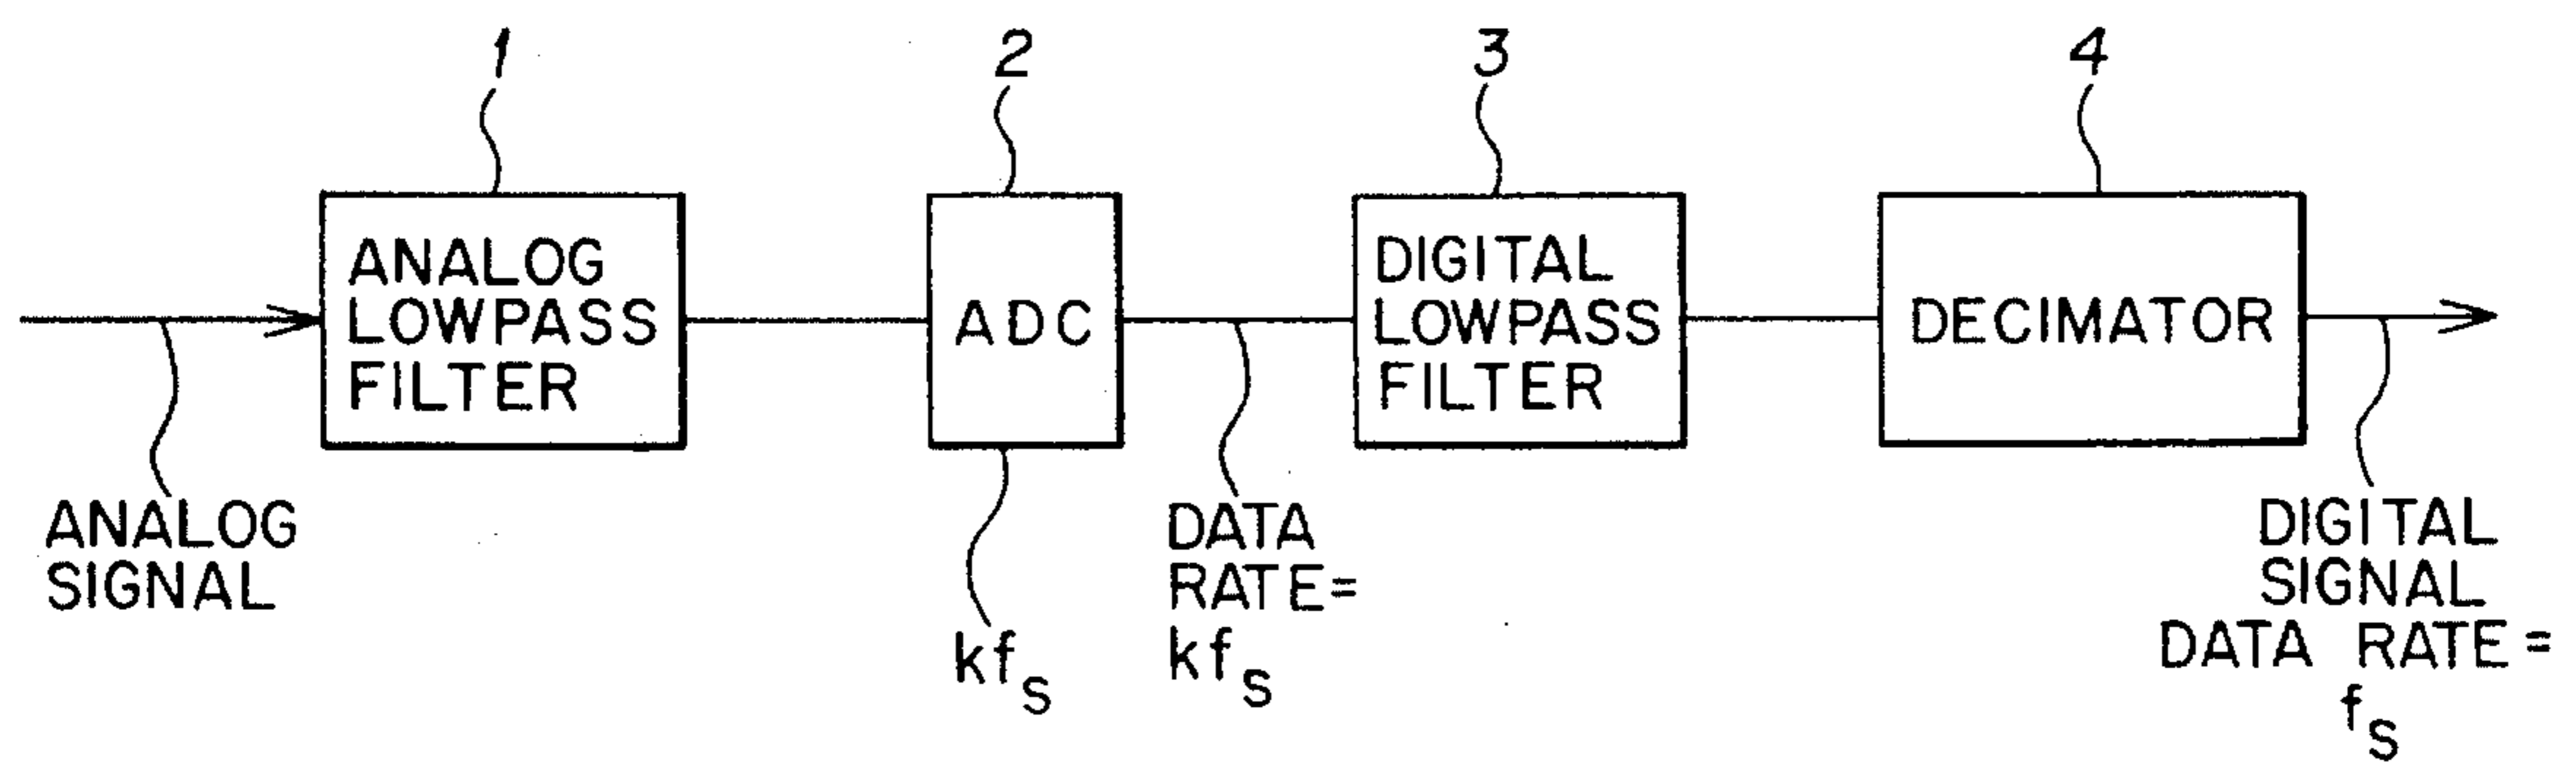 1
2
3
4
ANALOG
LOWPASS
FILTER
ADC
DIGITAL
LOWPASS
FILTER
DECIMATOR
ANALOG
SIGNAL
kfs
DATA
RATE=
kfs
DIGITAL
SIGNAL
DATA RATE=
fs